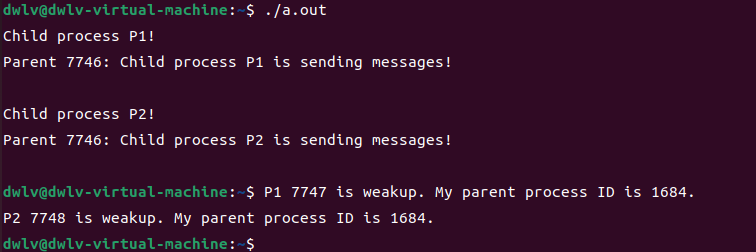 dwlv@dwlv-virtual-machine:~$ ./a.out
Child process P1!
Parent 7746: Child process P1 is sending messages!
Child process P2!
Parent 7746: Child process P2 is sending messages!
dwlv@dwlv-virtual-machine:~$ P1 7747 is weakup. My parent process ID is 1684.
P2 7748 is weakup. My parent process ID is 1684.
dwlv@dwlv-virtual-machine:~$